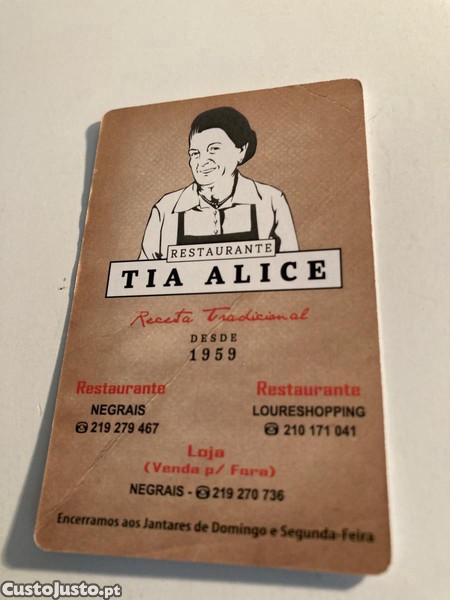 RESTAURANTE
TIA ALICE
Receita Tradicional
DESDE
1959
Restaurante
NEGRAIS
☎ 219 279 467
Restaurante
LOURESHOPPING
☎ 210 171 041
Loja
(Venda p/ Fora)
NEGRAIS - ☎ 219 270 736
Encerramos aos Jantares de Domingo e Segunda-Feira
CustoJusto.pt